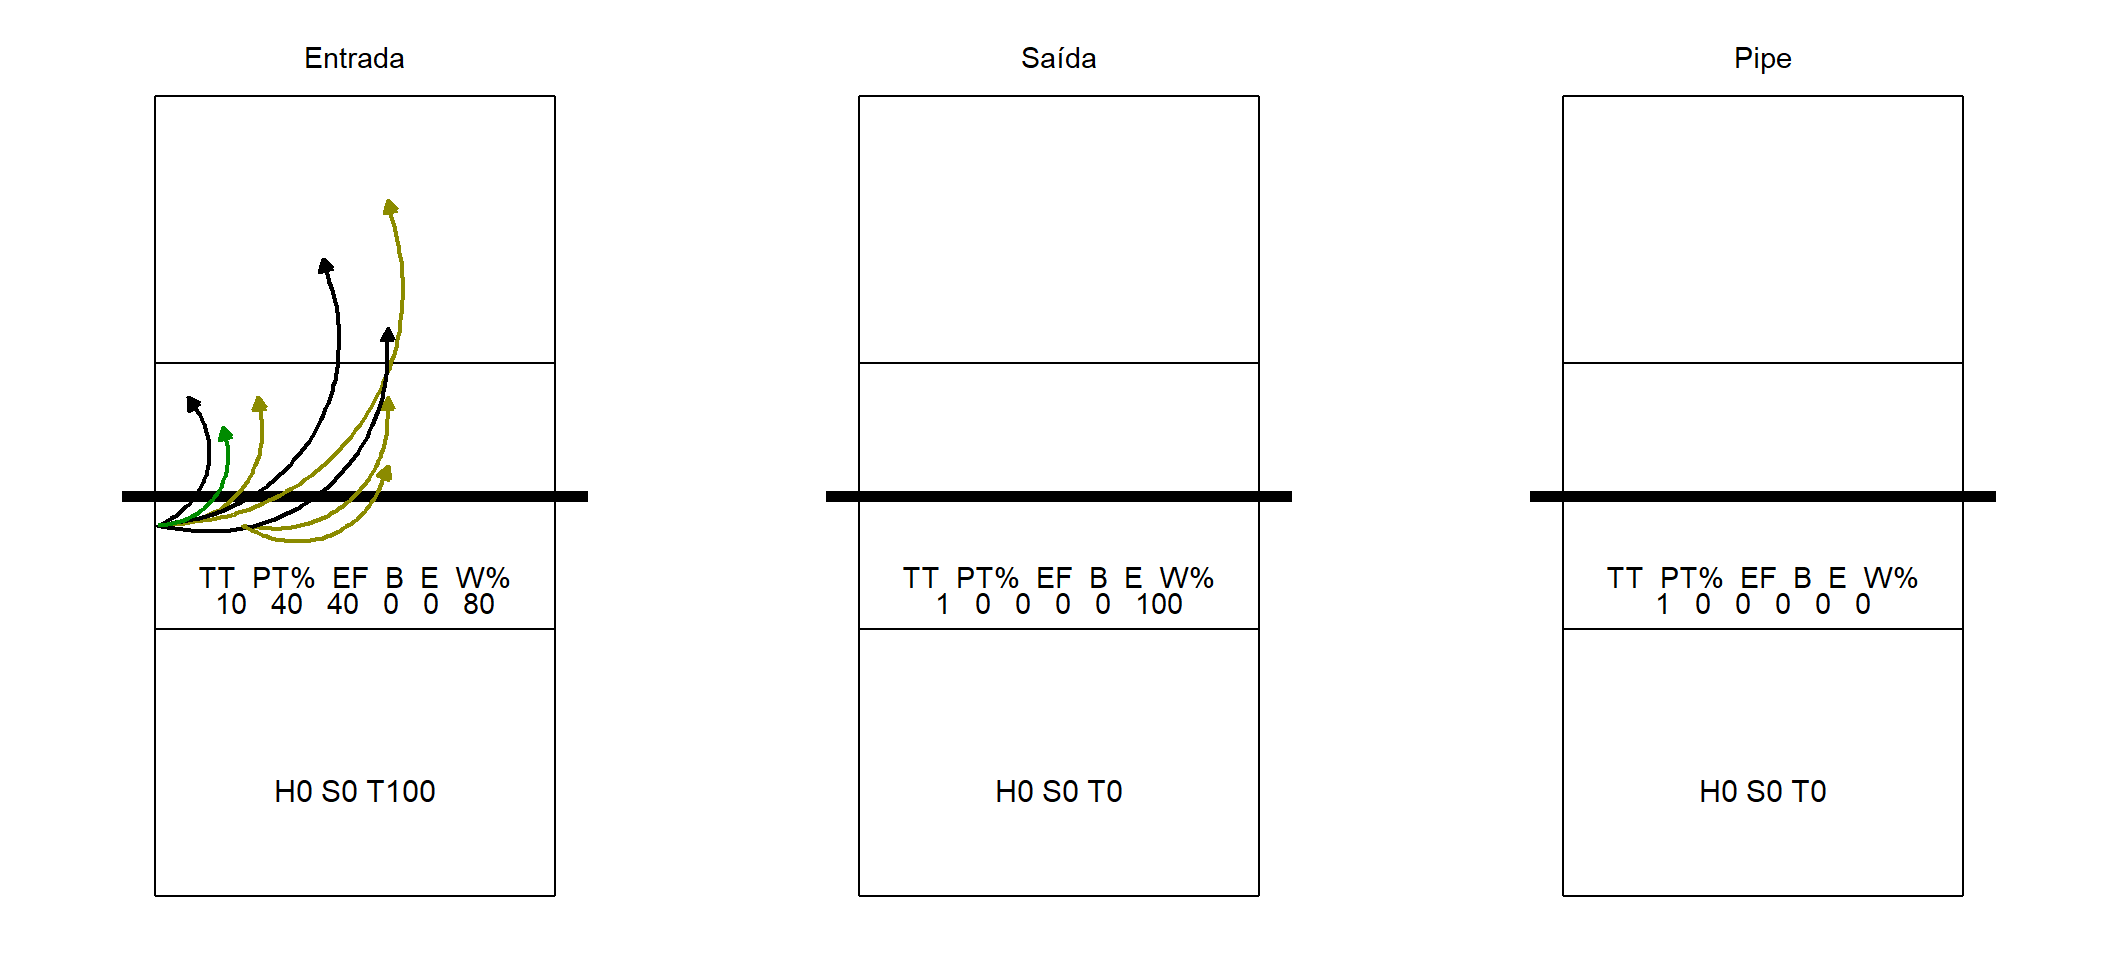 Entrada
TT PT% EF B E W%
10 40 40 0 0 80
H0 S0 T100
Saída
TT PT% EF B E W%
1 0 0 0 0 100
H0 S0 T0
Pipe
TT PT% EF B E W%
1 0 0 0 0 0
H0 S0 T0